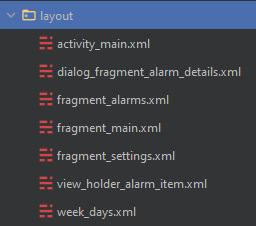 layout
activity_main.xml
dialog_fragment_alarm_details.xml
fragment_alarms.xml
fragment_main.xml
fragment_settings.xml
view_holder_alarm_item.xml
week_days.xml